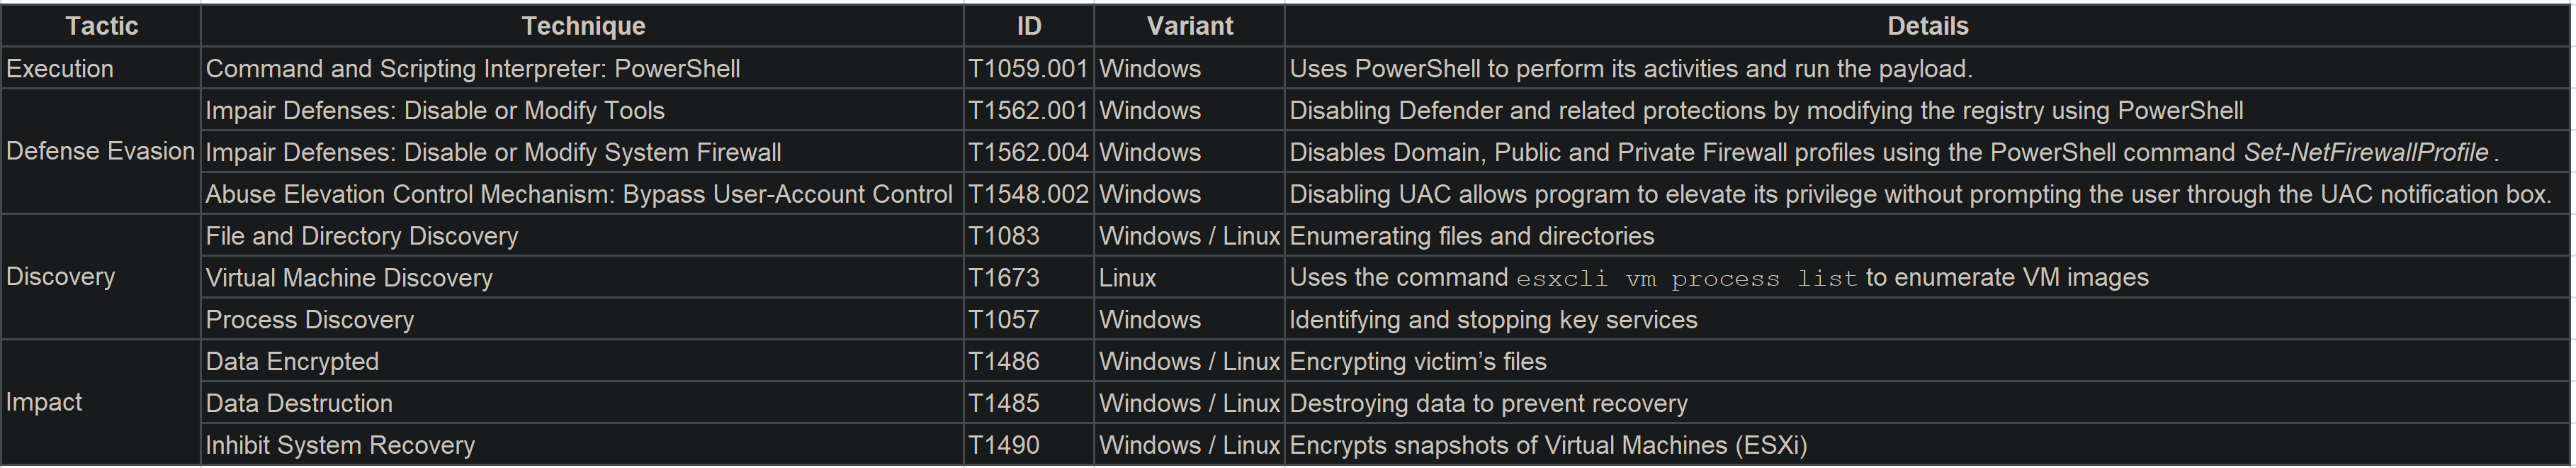 Tactic Technique ID Variant Details
Execution Command and Scripting Interpreter: PowerShell T1059.001 Windows Uses PowerShell to perform its activities and run the payload.
Defense Evasion Impair Defenses: Disable or Modify Tools T1562.001 Windows Disabling Defender and related protections by modifying the registry using PowerShell
Impair Defenses: Disable or Modify System Firewall T1562.004 Windows Disables Domain, Public and Private Firewall profiles using the PowerShell command Set-NetFirewallProfile.
Abuse Elevation Control Mechanism: Bypass User-Account Control T1548.002 Windows Disabling UAC allows program to elevate its privilege without prompting the user through the UAC notification box.
Discovery File and Directory Discovery T1083 Windows / Linux Enumerating files and directories
Virtual Machine Discovery T1673 Linux Uses the command esxcli vm process list to enumerate VM images
Process Discovery T1057 Windows Identifying and stopping key services
Impact Data Encrypted T1486 Windows / Linux Encrypting victim’s files
Data Destruction T1485 Windows / Linux Destroying data to prevent recovery
Inhibit System Recovery T1490 Windows / Linux Encrypts snapshots of Virtual Machines (ESXi)